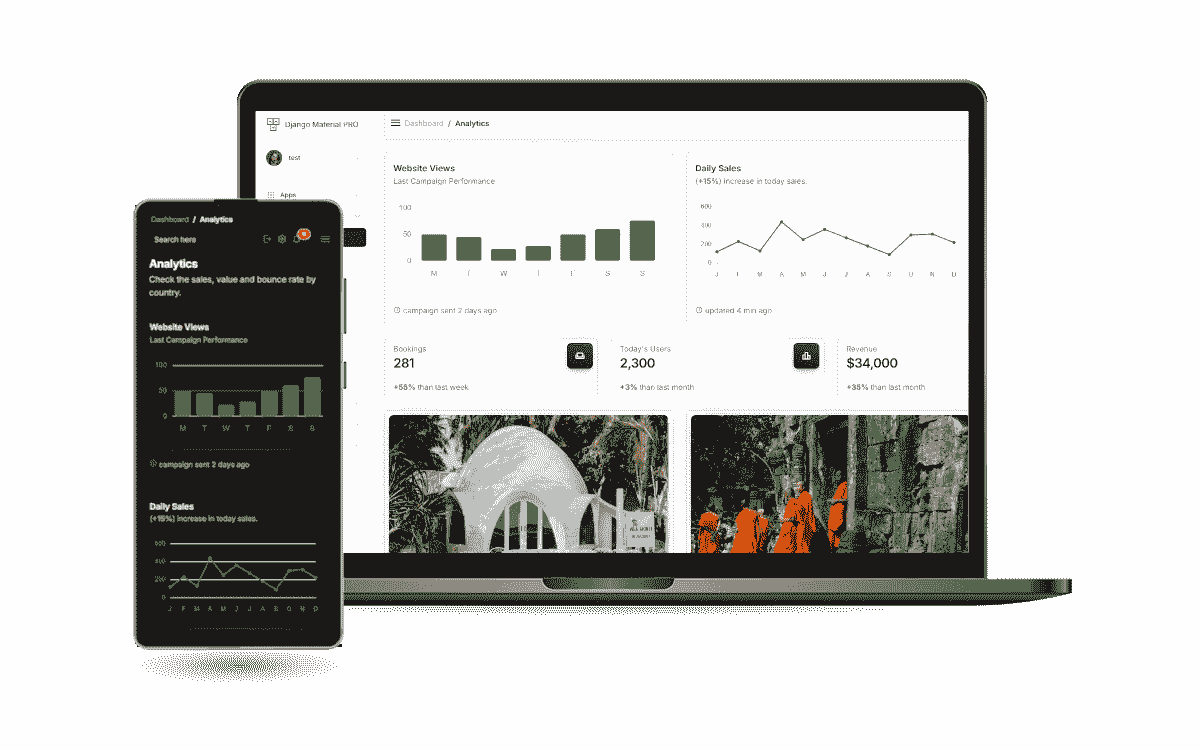 Django Material PRO
Dashboard / Analytics
test
Apps
Website Views
Last Campaign Performance
100
50
0
M T W T F S S
campaign sent 2 days ago
Daily Sales
(+15%) increase in today sales.
600
400
200
0
J F M A M J J A S O N D
updated 4 min ago
Bookings
281
+55% than last week
Today's Users
2,300
+3% than last month
Revenue
$34,000
+35% than last month
Dashboard / Analytics
Search here
Analytics
Check the sales, value and bounce rate by
country.
Website Views
Last Campaign Performance
100
50
0
M T W T F S S
campaign sent 2 days ago
Daily Sales
(+15%) increase in today sales.
600
400
200
0
J F M A M J J A S O N D